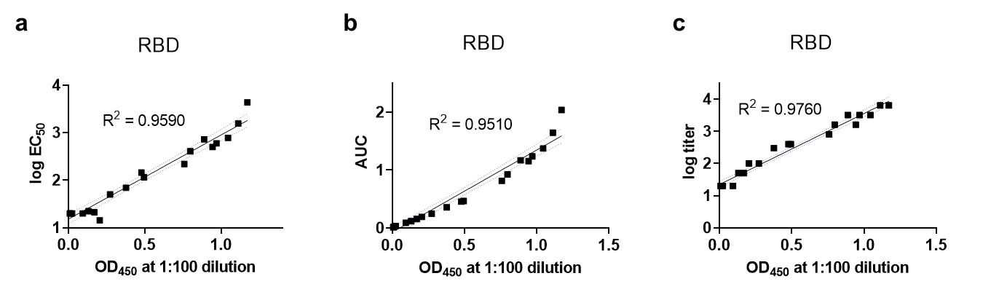 a
RBD
R² = 0.9590
log EC₅₀
4
3
2
1
0.0 0.5 1.0
OD₄₅₀ at 1:100 dilution
b
RBD
R² = 0.9510
AUC
2
1
0
0.0 0.5 1.0 1.5
OD₄₅₀ at 1:100 dilution
c
RBD
R² = 0.9760
log titer
4
3
2
1
0
0.0 0.5 1.0 1.5
OD₄₅₀ at 1:100 dilution